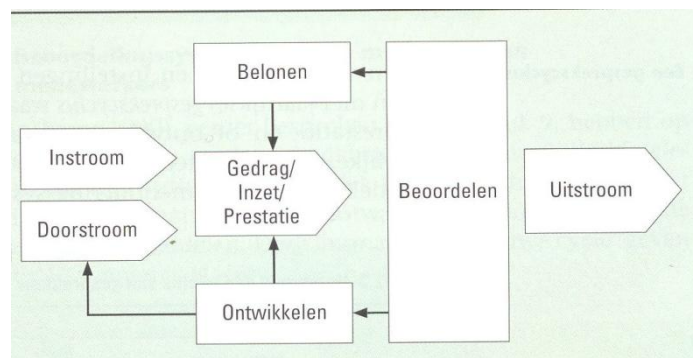 Belonen
Instroom
Gedrag/
Inzet/
Prestatie
Beoordelen
Uitstroom
Doorstroom
Ontwikkelen